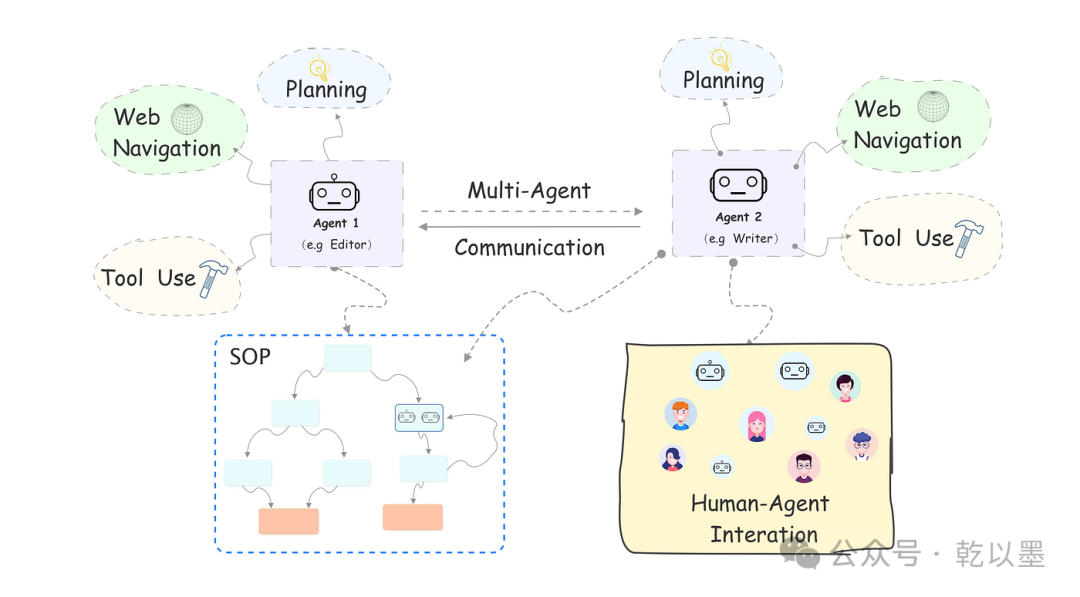 Planning
Web
Navigation
Tool Use
Agent 1
(e.g Editor)
Multi-Agent
Communication
Planning
Web
Navigation
Tool Use
Agent 2
(e.g Writer)
SOP
Human-Agent
Interation
公众号 · 乾以墨